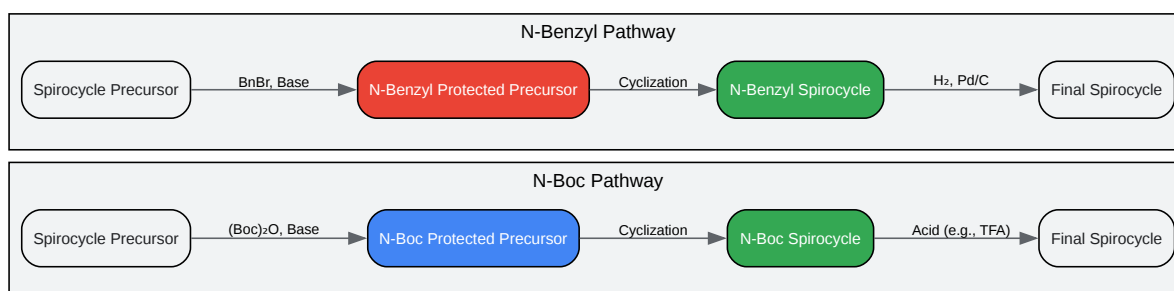 N-Benzyl Pathway
Spirocycle Precursor
BnBr, Base
N-Benzyl Protected Precursor
Cyclization
N-Benzyl Spirocycle
H₂, Pd/C
Final Spirocycle
N-Boc Pathway
Spirocycle Precursor
(Boc)₂O, Base
N-Boc Protected Precursor
Cyclization
N-Boc Spirocycle
Acid (e.g., TFA)
Final Spirocycle